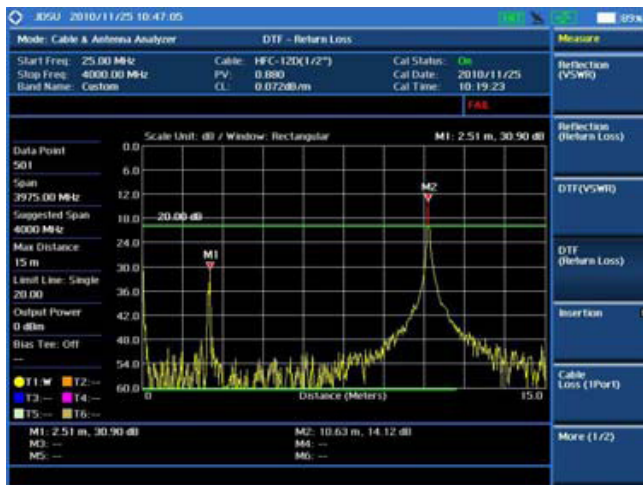 JDSU 2010/11/25 10:47:05
89%
Mode: Cable & Antenna Analyzer DTF - Return Loss
Measure
Start Freq: 25.00 MHz Cable: HFC-12D(1/2") Cal Status: On
Stop Freq: 4000.00 MHz PV: 0.880 Cal Date: 2010/11/25
Band Name: Custom CL: 0.072dB/m Cal Time: 10:19:23
FAIL
Reflection
(VSWR)
Reflection
(Return Loss)
DTF(VSWR)
DTF
(Return Loss)
Insertion
Cable
Loss (1Port)
More (1/2)
Scale Unit: dB / Window: Rectangular M1: 2.51 m, 30.90 dB
Data Point
501
Span
3975.00 MHz
Suggested Span
4000 MHz
Max Distance
15 m
Limit Line: Single
20.00
Output Power
0 dBm
Bias Tee: Off
--
T1:W T2:--
T3:-- T4:--
T5:-- T6:--
0.0
6.0
12.0
18.0
24.0
30.0
36.0
42.0
48.0
54.0
60.0
20.00 dB
M1
M2
0 Distance (Meters) 15.0
M1: 2.51 m, 30.90 dB M2: 10.63 m, 14.12 dB
M3: -- M4: --
M5: -- M6: --